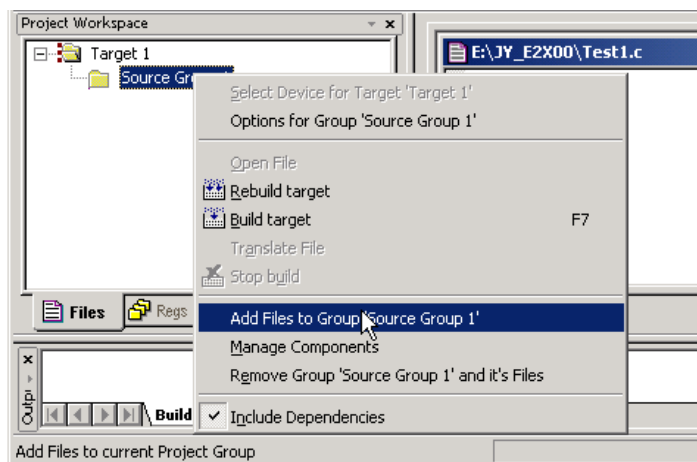 Project Workspace
E:\JY_E2X00\Test1.c
Target 1
Source Gro
Select Device for Target 'Target 1'
Options for Group 'Source Group 1'
Open File
Rebuild target
Build target F7
Translate File
Stop build
Files
Regs
Add Files to Group 'Source Group 1'
Manage Components
Remove Group 'Source Group 1' and it's Files
Include Dependencies
Outpu
Build
Add Files to current Project Group